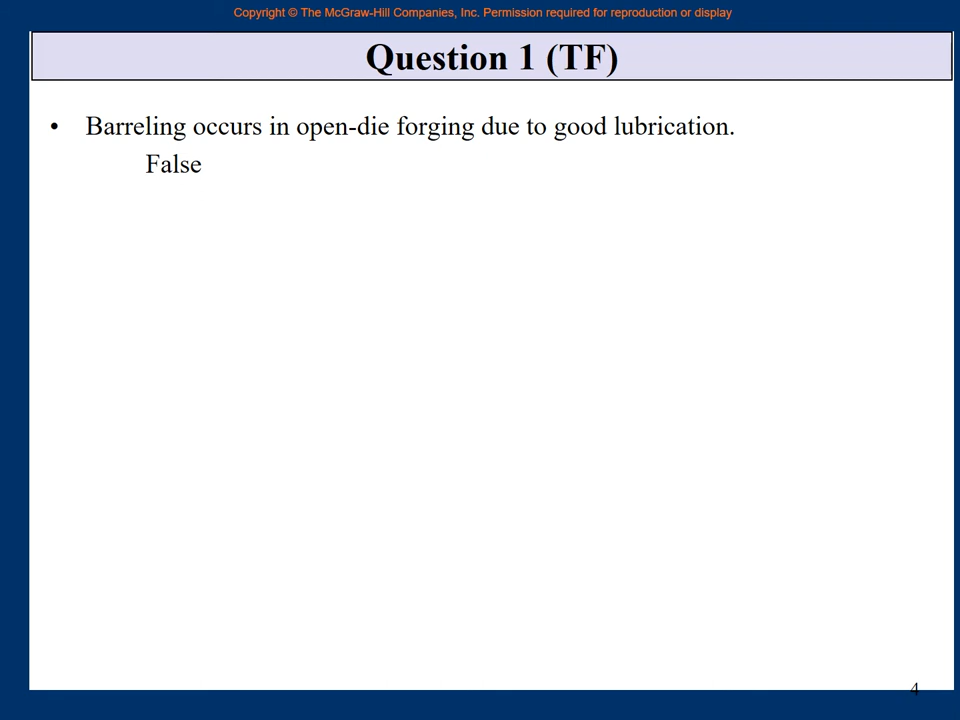 Copyright © The McGraw-Hill Companies, Inc. Permission required for reproduction or display
Question 1 (TF)
• Barreling occurs in open-die forging due to good lubrication.
False
4